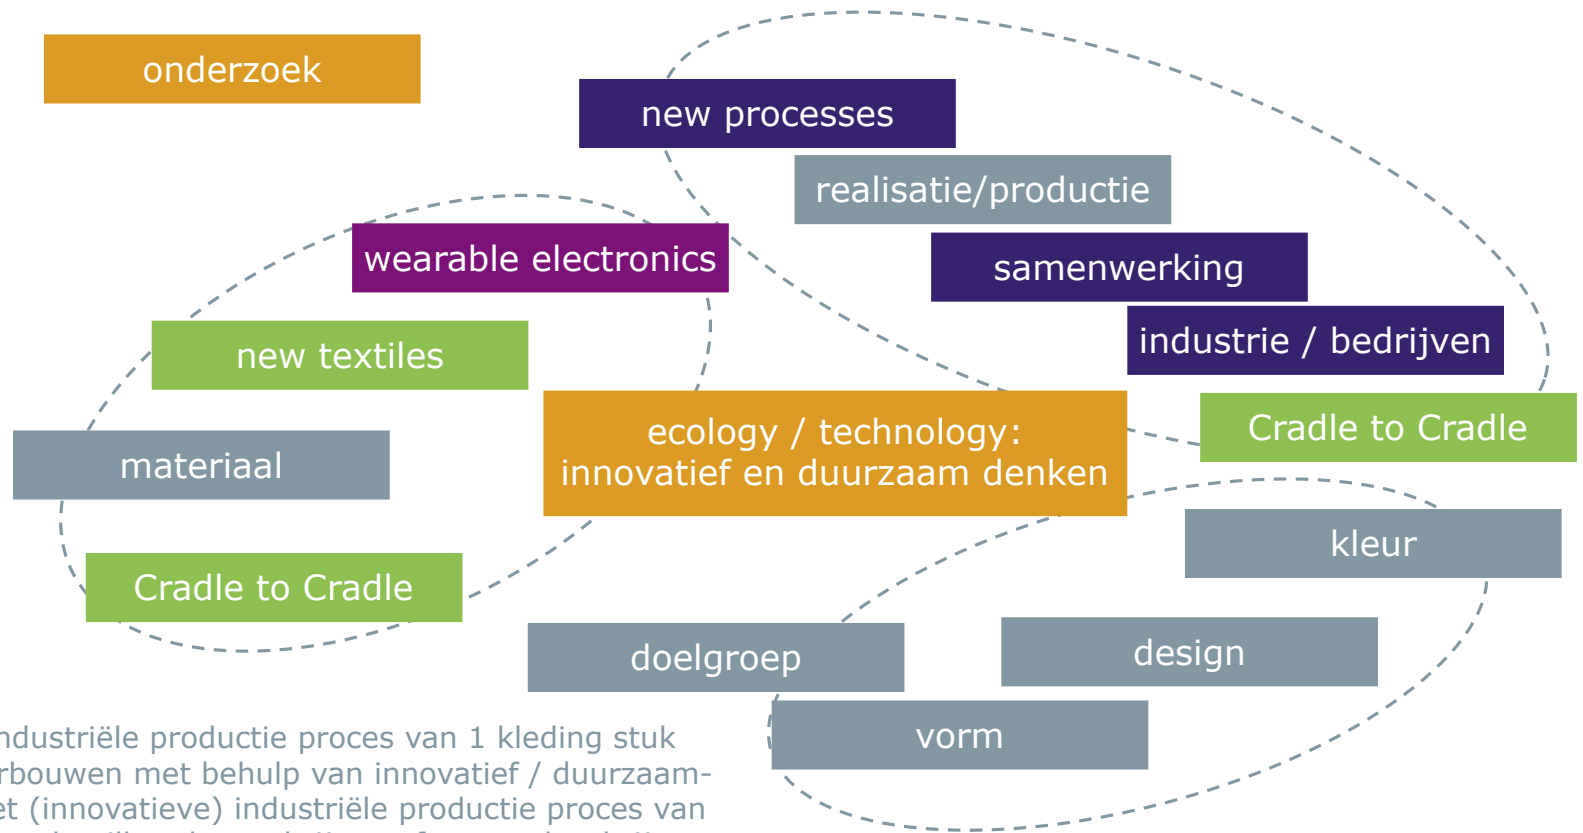 onderzoek
new processes
realisatie/productie
wearable electronics
samenwerking
new textiles
industrie / bedrijven
ecology / technology:
innovatief en duurzaam denken
Cradle to Cradle
materiaal
kleur
Cradle to Cradle
doelgroep
design
vorm
ndustriële productie proces van 1 kleding stuk
rbouwen met behulp van innovatief / duurzaam-
et (innovatieve) industriële productie proces van